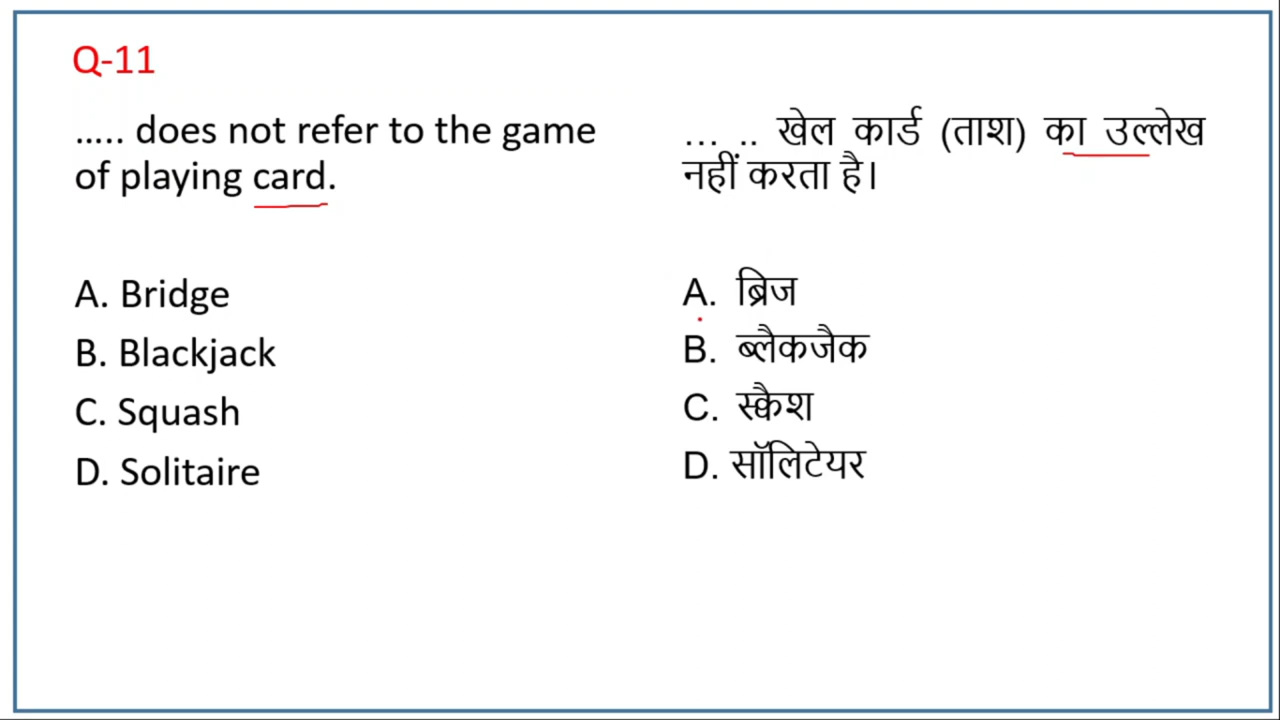 Q-11
..... does not refer to the game
of playing card.
A. Bridge
B. Blackjack
C. Squash
D. Solitaire
... .. खेल कार्ड (ताश) का उल्लेख
नहीं करता है।
A. ब्रिज
B. ब्लैकजैक
C. स्क्वैश
D. सॉलिटेयर